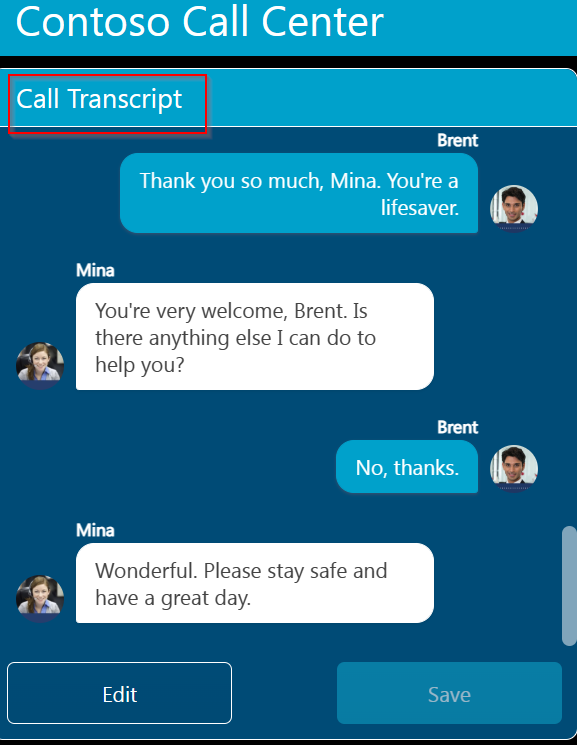 Contoso Call Center
Call Transcript
Brent
Thank you so much, Mina. You're a
lifesaver.
Mina
You're very welcome, Brent. Is
there anything else I can do to
help you?
Brent
No, thanks.
Mina
Wonderful. Please stay safe and
have a great day.
Edit
Save